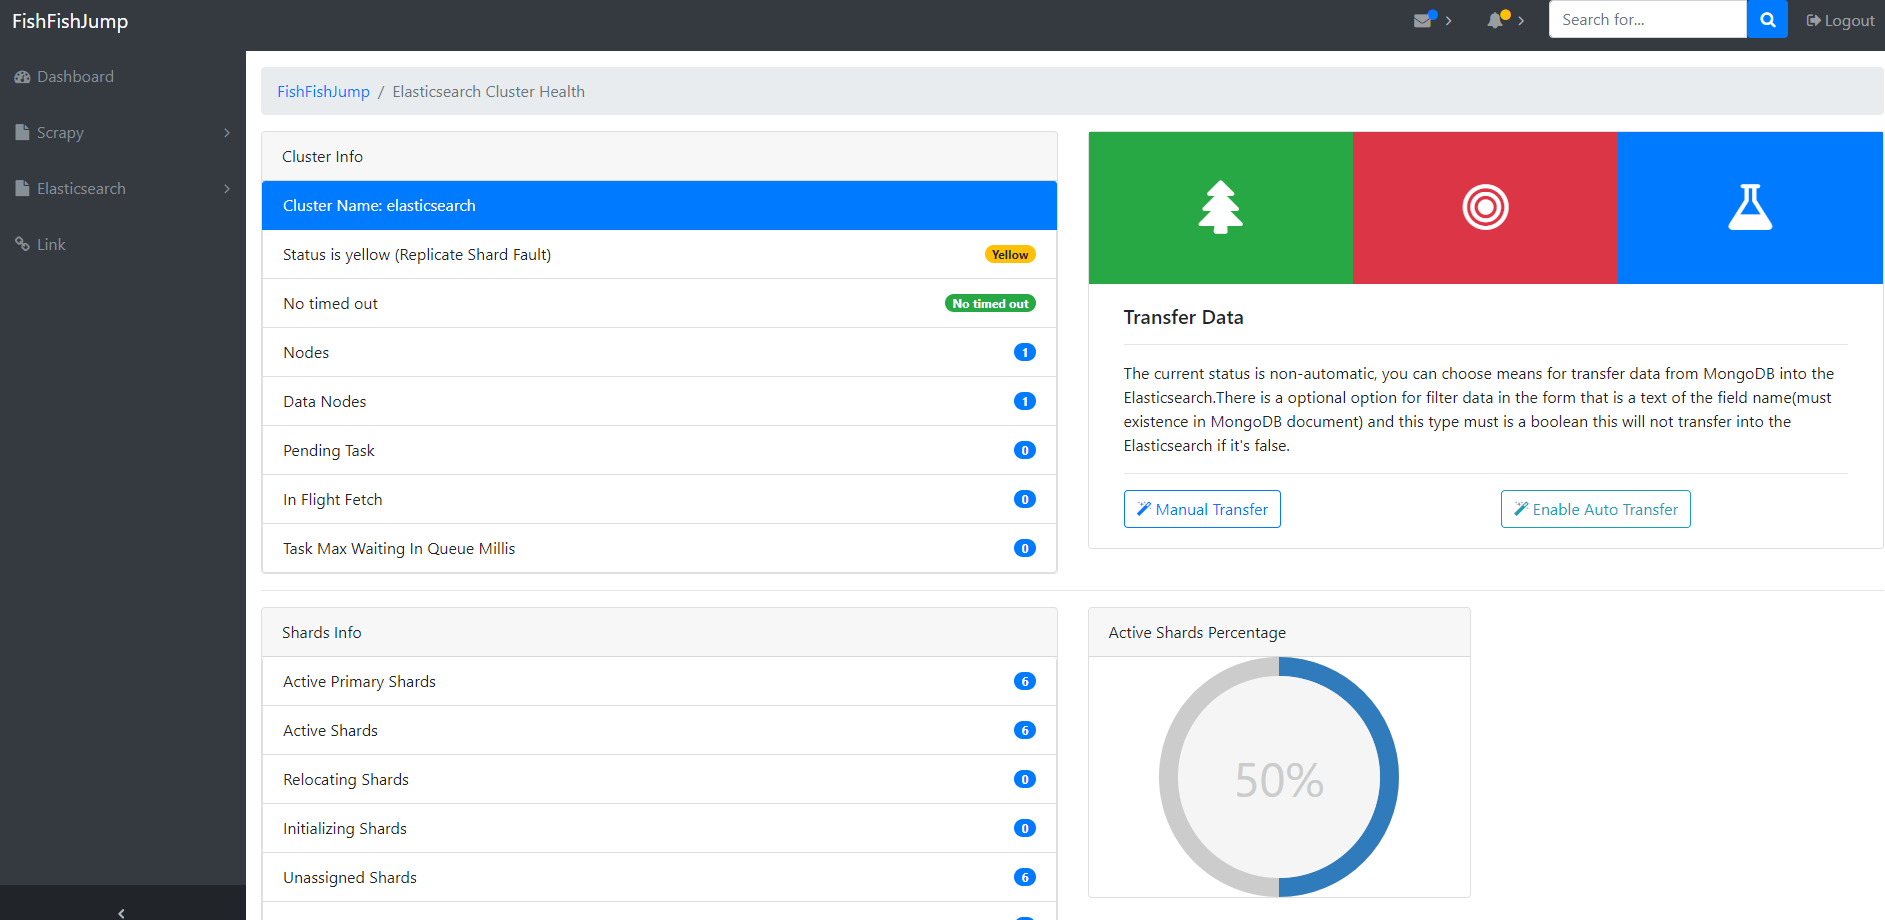 FishFishJump
Search for...
Logout
Dashboard
Scrapy
Elasticsearch
Link
FishFishJump / Elasticsearch Cluster Health
Cluster Info
Cluster Name: elasticsearch
Status is yellow (Replicate Shard Fault) Yellow
No timed out No timed out
Nodes 1
Data Nodes 1
Pending Task 0
In Flight Fetch 0
Task Max Waiting In Queue Millis 0
Transfer Data
The current status is non-automatic, you can choose means for transfer data from MongoDB into the
Elasticsearch.There is a optional option for filter data in the form that is a text of the field name(must
existence in MongoDB document) and this type must is a boolean this will not transfer into the
Elasticsearch if it's false.
Manual Transfer
Enable Auto Transfer
Shards Info
Active Primary Shards 6
Active Shards 6
Relocating Shards 0
Initializing Shards 0
Unassigned Shards 6
Active Shards Percentage
50%